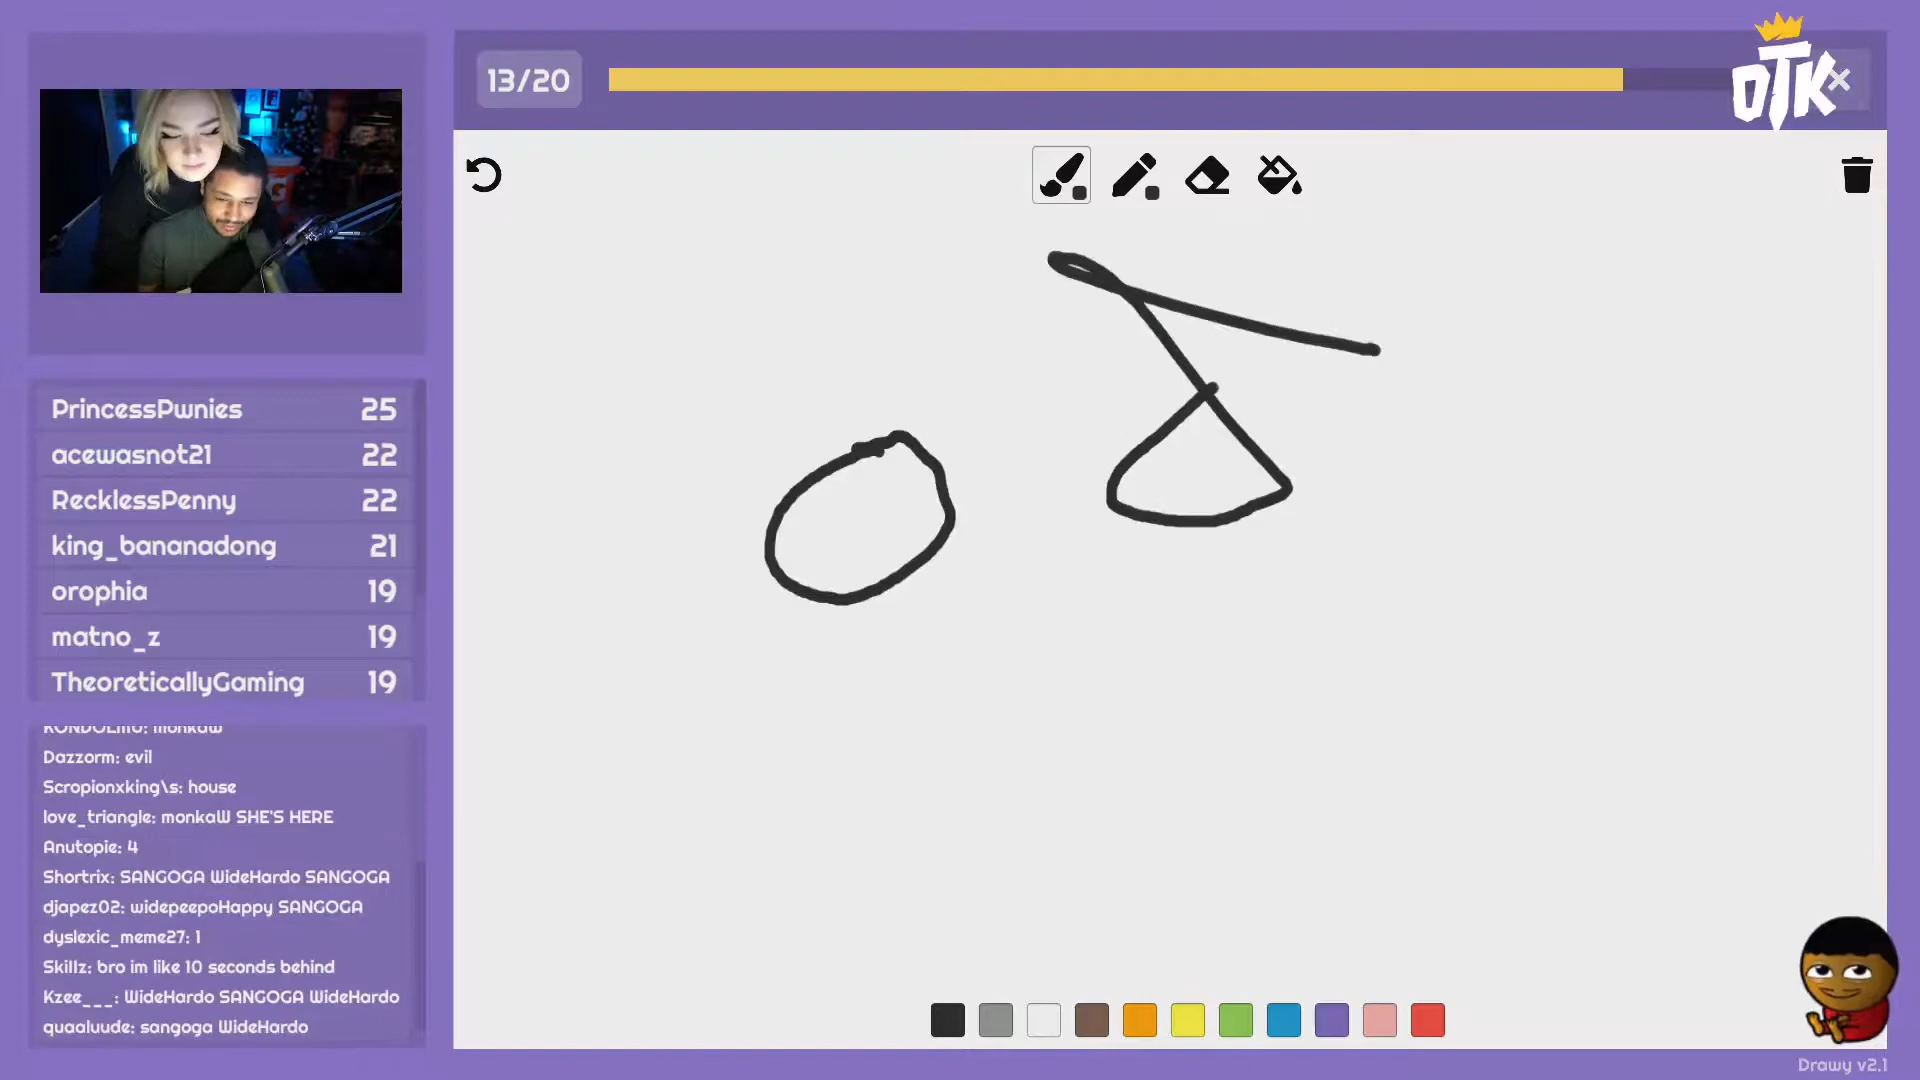 13/20
OTK
PrincessPwnies 25
acewasnot21 22
RecklessPenny 22
king_bananadong 21
orophia 19
matno_z 19
TheoreticallyGaming 19
Dazzorm: evil
Scropionxking\s: house
love_triangle: monkaW SHE'S HERE
Anutopie: 4
Shortrix: SANGOGA WideHardo SANGOGA
djapez02: widepeepoHappy SANGOGA
dyslexic_meme27: 1
Skillz: bro im like 10 seconds behind
Kzee___: WideHardo SANGOGA WideHardo
quaaluude: sangoga WideHardo
Drawy v2.1